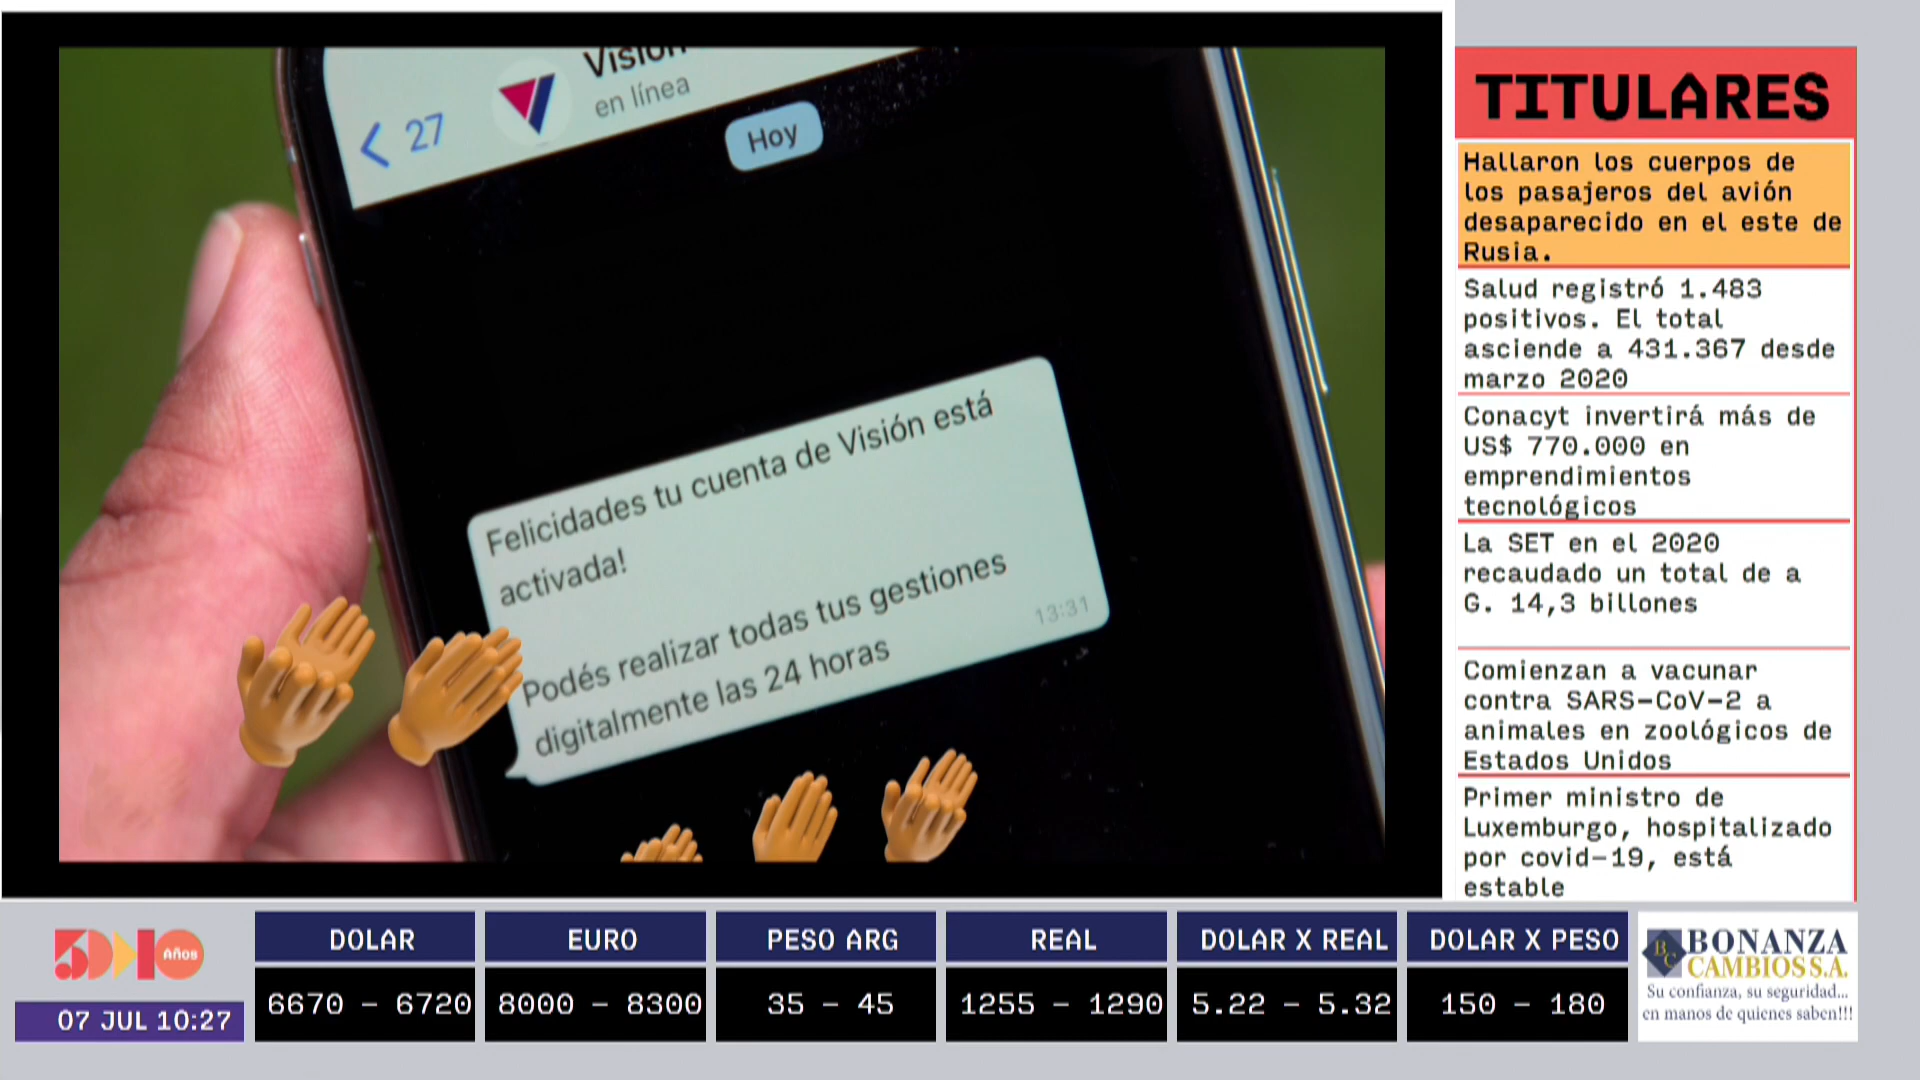 Visión
en línea
27
Hoy
Felicidades tu cuenta de Visión está
activada!
Podés realizar todas tus gestiones
digitalmente las 24 horas
13:31
TITULARES
Hallaron los cuerpos de
los pasajeros del avión
desaparecido en el este de
Rusia.
Salud registró 1.483
positivos. El total
asciende a 431.367 desde
marzo 2020
Conacyt invertirá más de
US$ 770.000 en
emprendimientos
tecnológicos
La SET en el 2020
recaudado un total de a
G. 14,3 billones
Comienzan a vacunar
contra SARS-CoV-2 a
animales en zoológicos de
Estados Unidos
Primer ministro de
Luxemburgo, hospitalizado
por covid-19, está
estable
Años
07 JUL 10:27
DOLAR
6670 - 6720
EURO
8000 - 8300
PESO ARG
35 - 45
REAL
1255 - 1290
DOLAR X REAL
5.22 - 5.32
DOLAR X PESO
150 - 180
BC
BONANZA
CAMBIOS S.A.
Su confianza, su seguridad...
en manos de quienes saben!!!